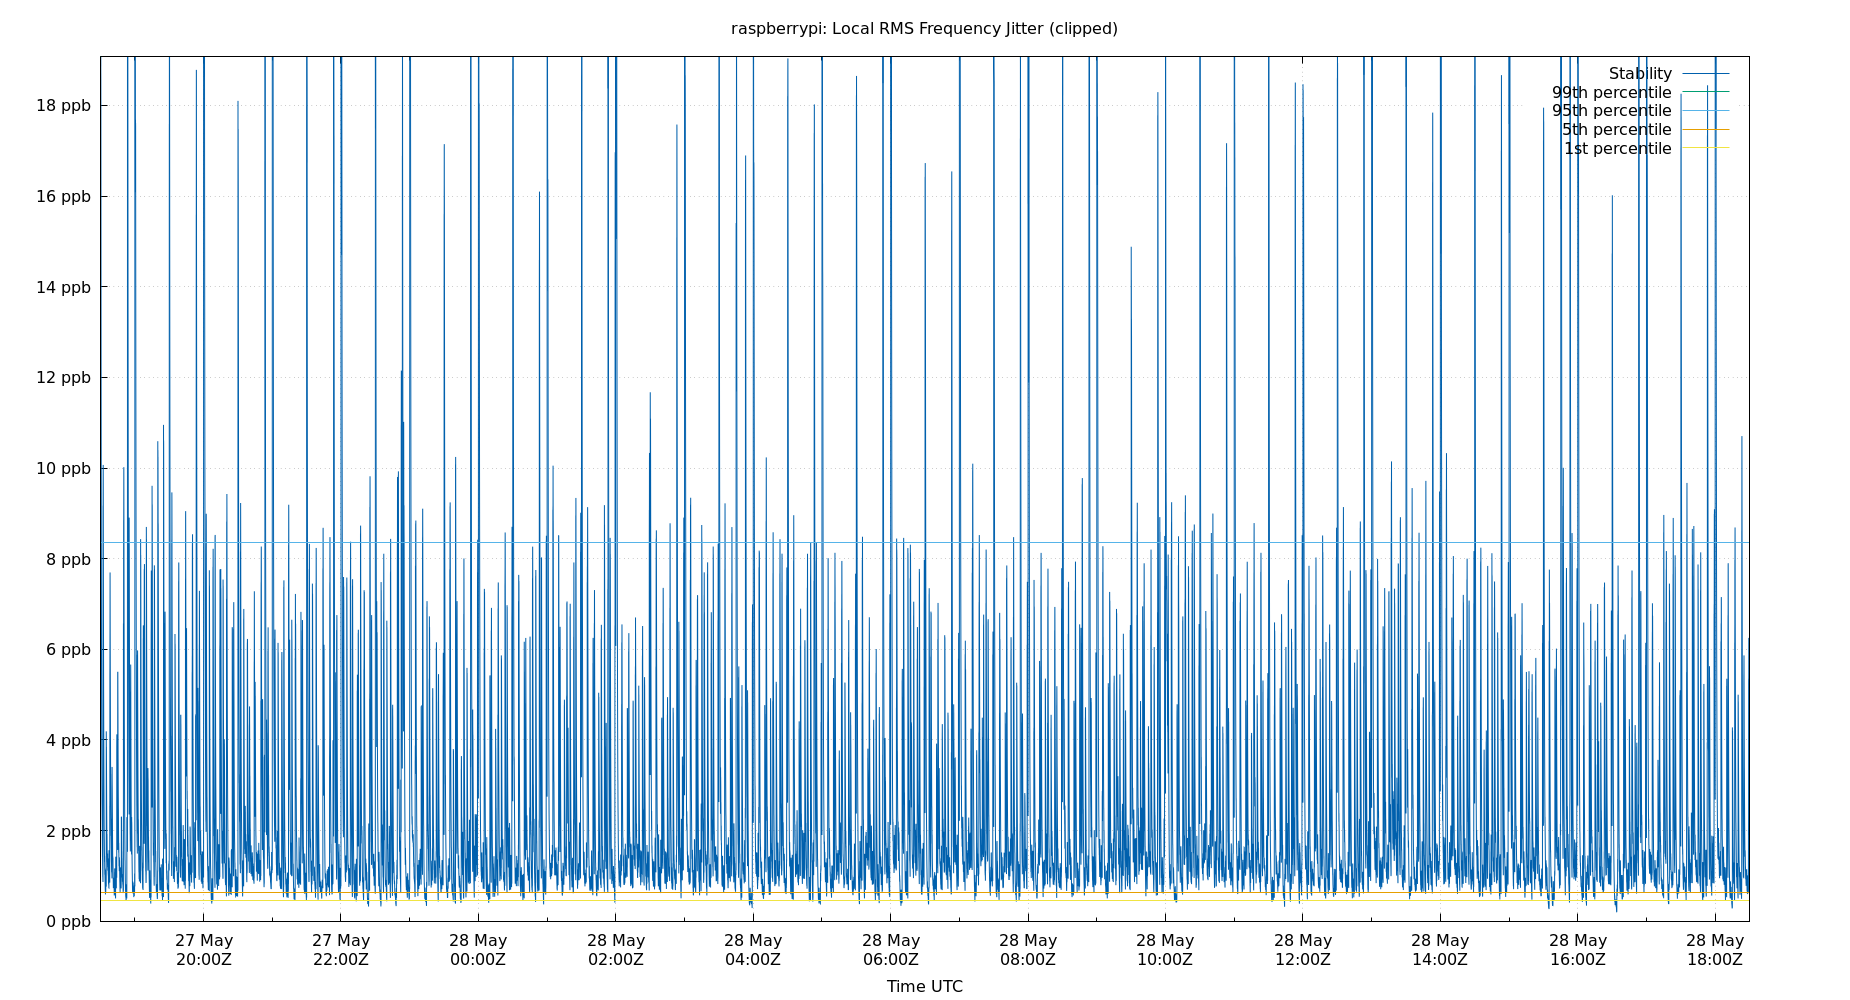 raspberrypi: Local RMS Frequency Jitter (clipped)
Stability
99th percentile
95th percentile
5th percentile
1st percentile
18 ppb
16 ppb
14 ppb
12 ppb
10 ppb
8 ppb
6 ppb
4 ppb
2 ppb
0 ppb
27 May 27 May 28 May 28 May 28 May 28 May 28 May 28 May 28 May 28 May 28 May 28 May
20:00Z 22:00Z 00:00Z 02:00Z 04:00Z 06:00Z 08:00Z 10:00Z 12:00Z 14:00Z 16:00Z 18:00Z
Time UTC